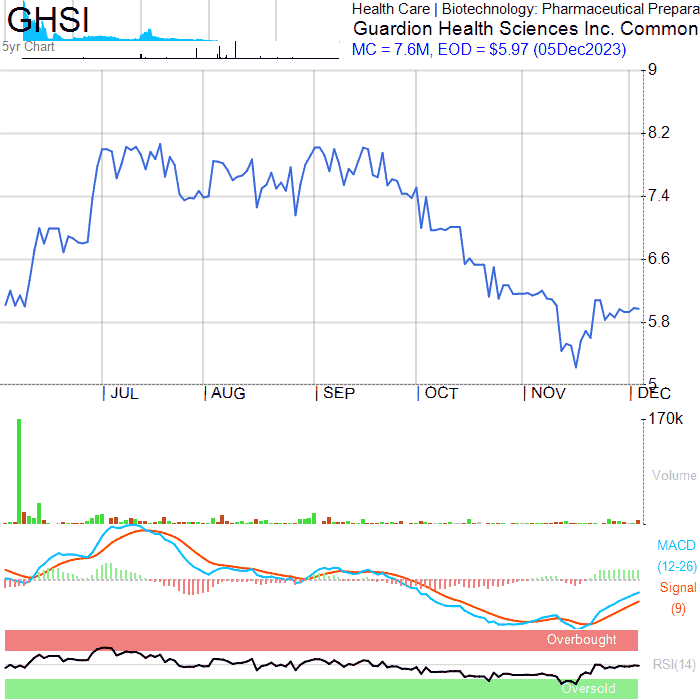 GHSI
Health Care | Biotechnology: Pharmaceutical Prepara
Guardion Health Sciences Inc. Common
MC = 7.6M, EOD = $5.97 (05Dec2023)
5yr Chart
9
8.2
7.4
6.6
5.8
5
JUL AUG SEP OCT NOV DEC
170k
Volume
MACD
(12-26)
Signal
(9)
Overbought
RSI(14)
Oversold